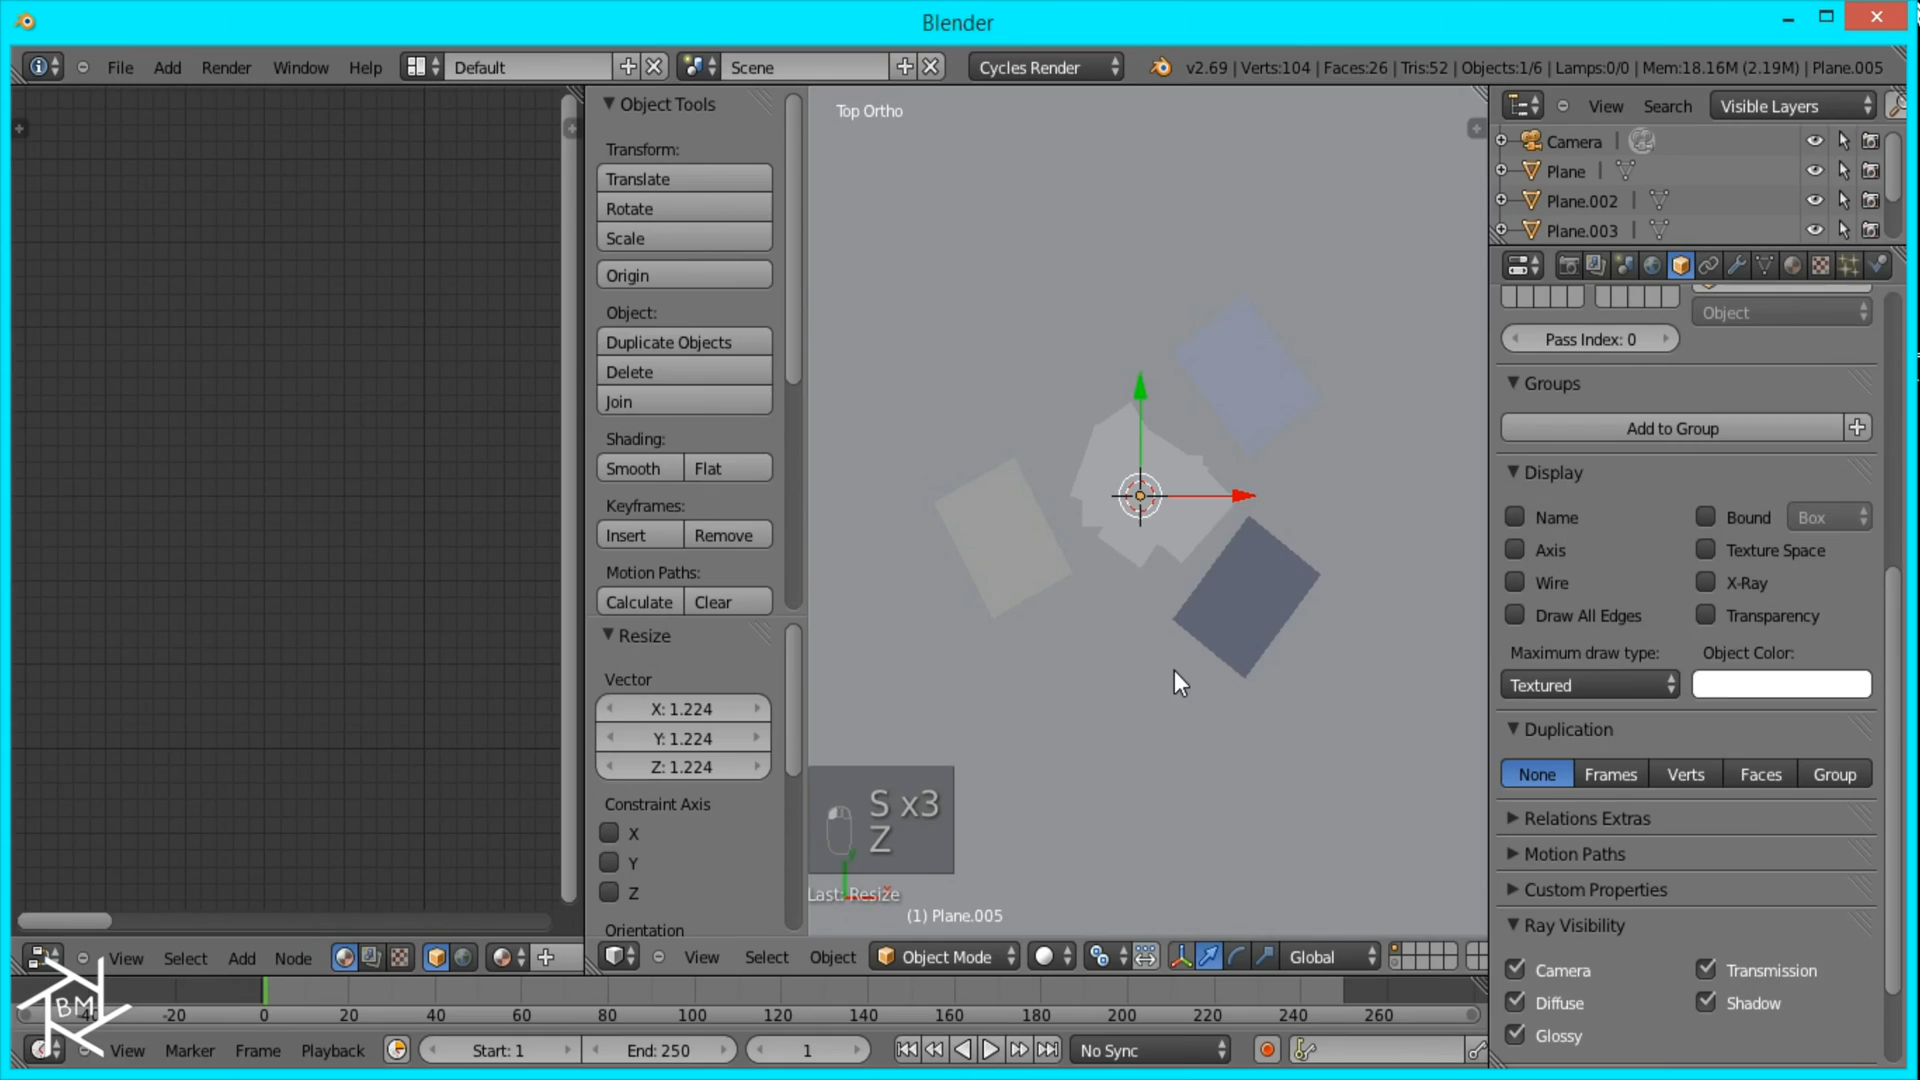 Blender
File Add Render Window Help Default Scene Cycles Render v2.69 | Verts:104 | Faces:26 | Tris:52 | Objects:1/6 | Lamps:0/0 | Mem:18.16M (2.19M) | Plane.005
Object Tools
Transform:
Translate
Rotate
Scale
Origin
Object:
Duplicate Objects
Delete
Join
Shading:
Smooth Flat
Keyframes:
Insert Remove
Motion Paths:
Calculate Clear
Resize
Vector
X: 1.224
Y: 1.224
Z: 1.224
Constraint Axis
X
Y
Z
Orientation
Top Ortho
S x3
Z
Last: Resize
(1) Plane.005
View Search Visible Layers
Camera
Plane
Plane.002
Plane.003
Object
Pass Index: 0
Groups
Add to Group
Display
Name Bound Box
Axis Texture Space
Wire X-Ray
Draw All Edges Transparency
Maximum draw type: Object Color:
Textured
Duplication
None Frames Verts Faces Group
Relations Extras
Motion Paths
Custom Properties
Ray Visibility
Camera Transmission
Diffuse Shadow
Glossy
View Select Add Node
View Select Object Object Mode Global
BM
-20 0 20 40 60 80 100 120 140 160 180 200 220 240 260
View Marker Frame Playback Start: 1 End: 250 1 No Sync